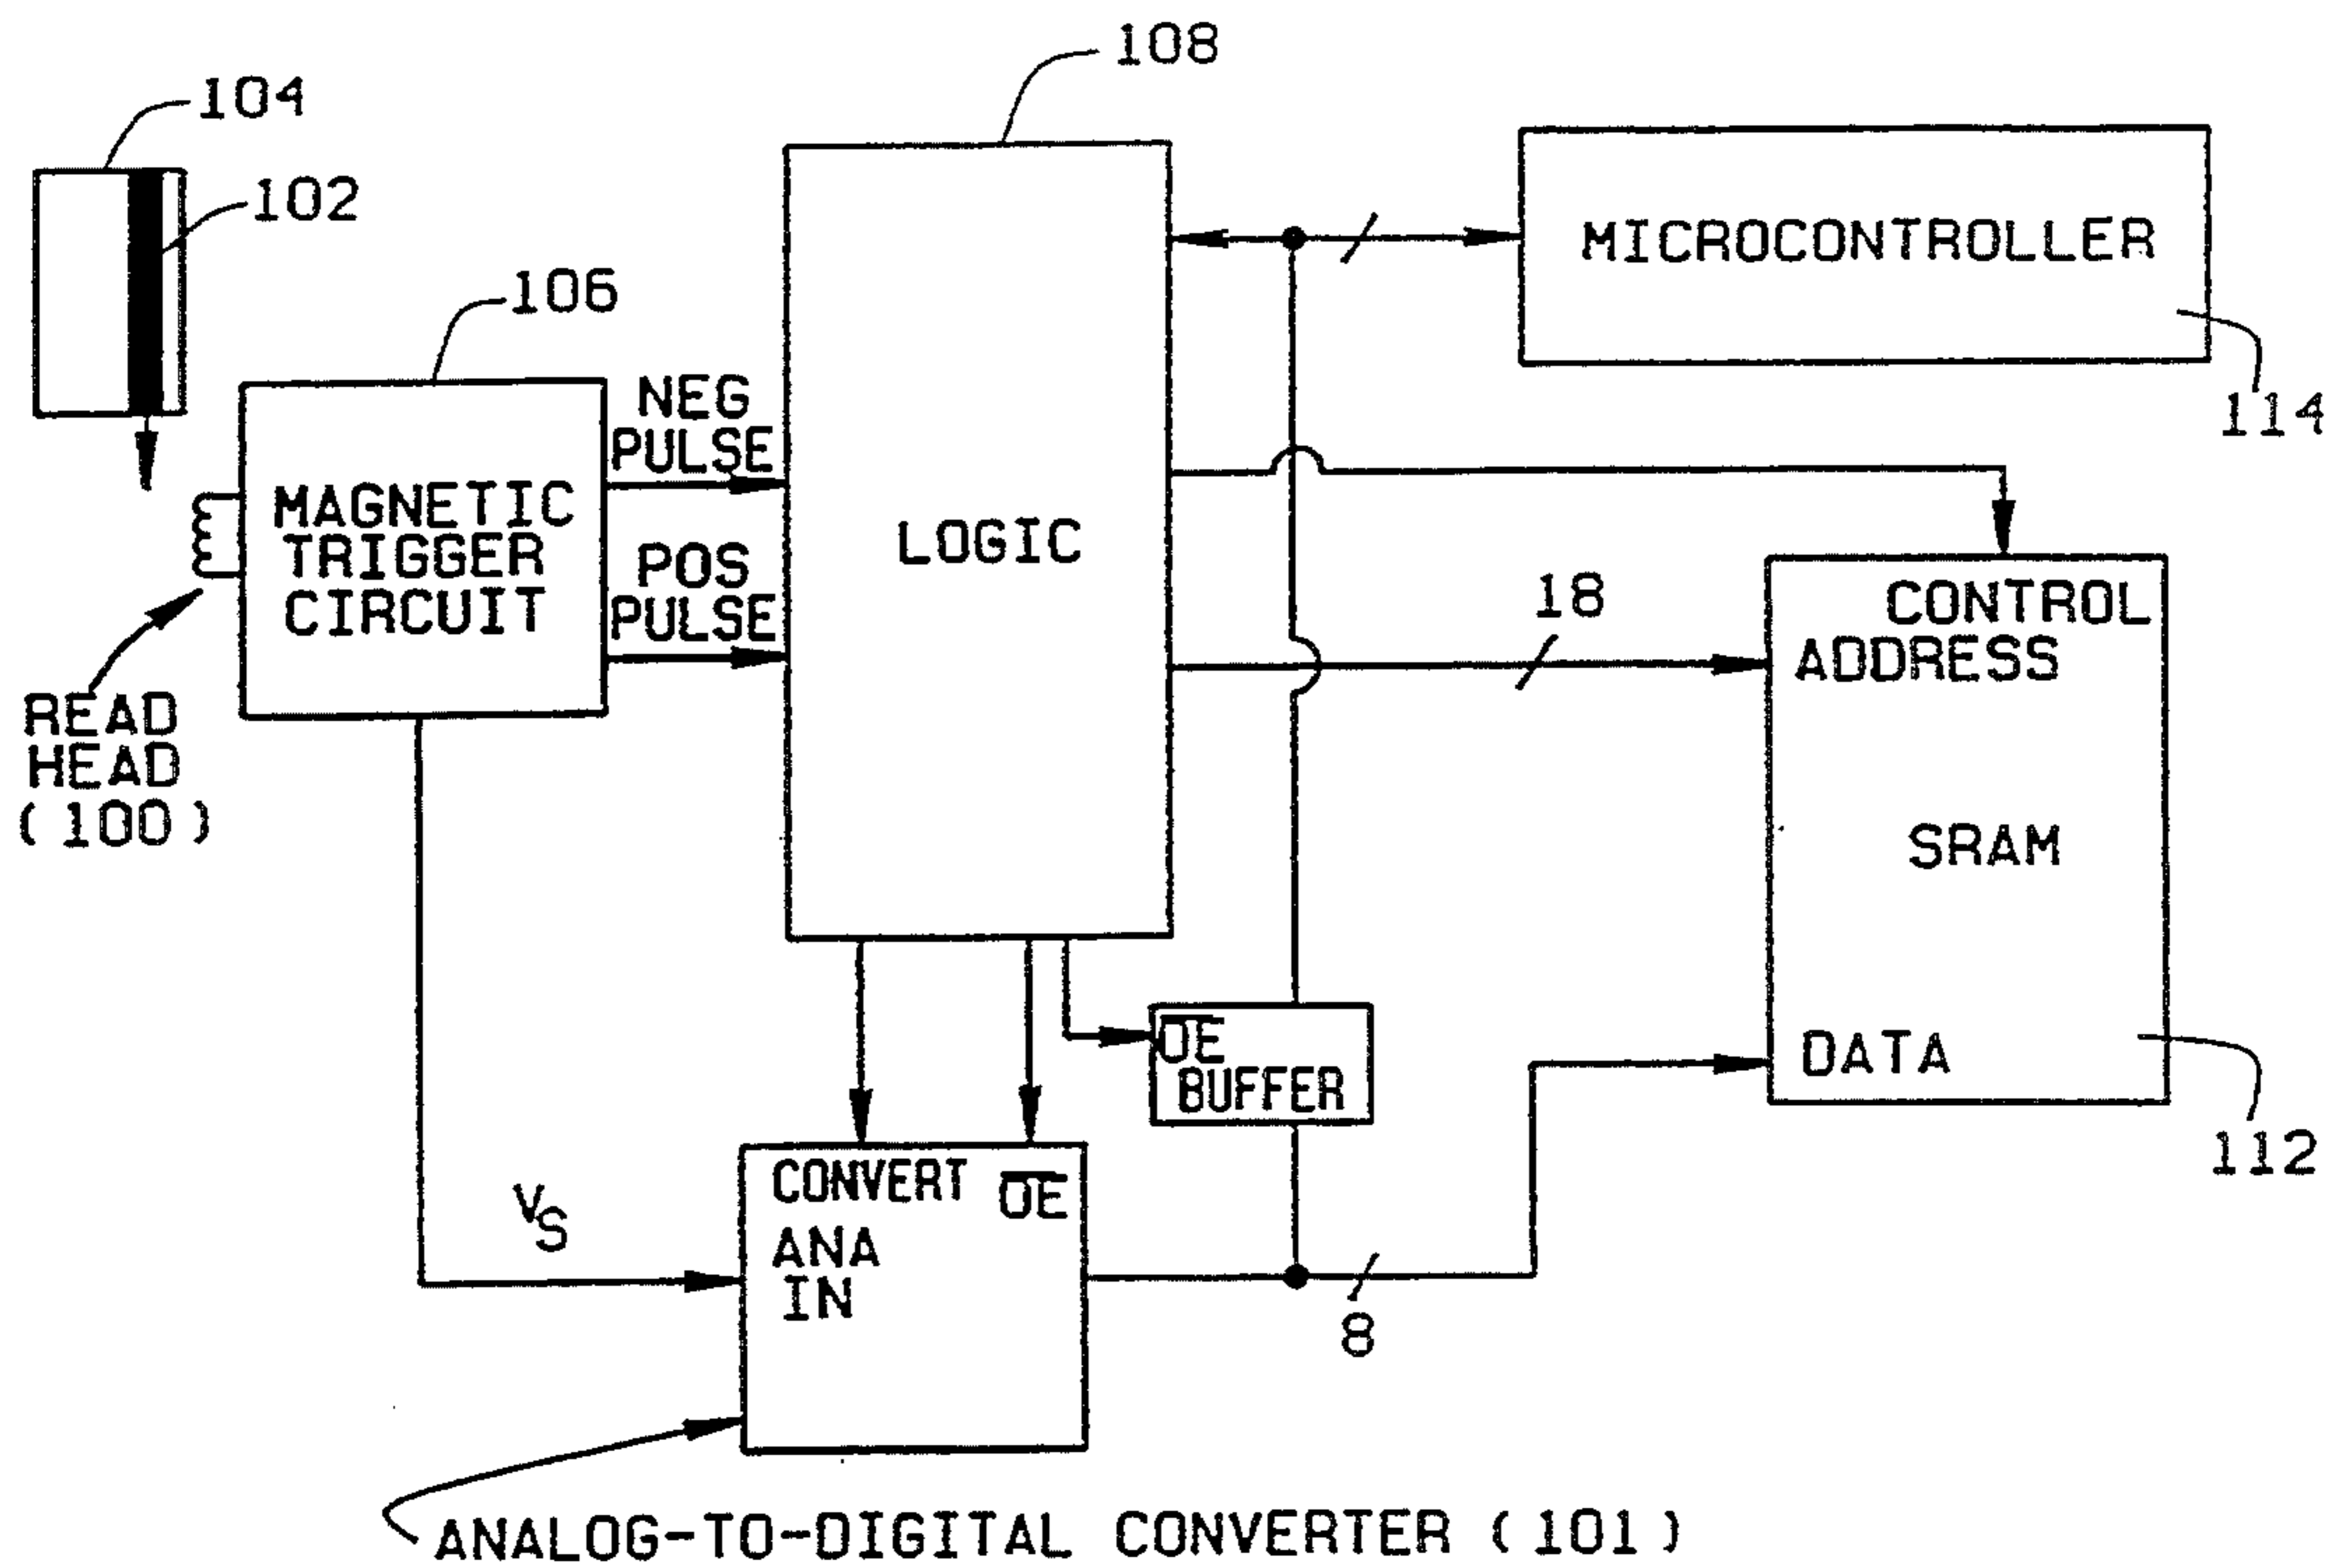 108
104
102
106
MICROCONTROLLER
114
NEG
PULSE
MAGNETIC
TRIGGER
CIRCUIT
POS
PULSE
LOGIC
18
CONTROL
ADDRESS
READ
HEAD
(100)
SRAM
OE
BUFFER
DATA
112
CONVERT OE
VS
ANA
IN
8
ANALOG-TO-DIGITAL CONVERTER (101)